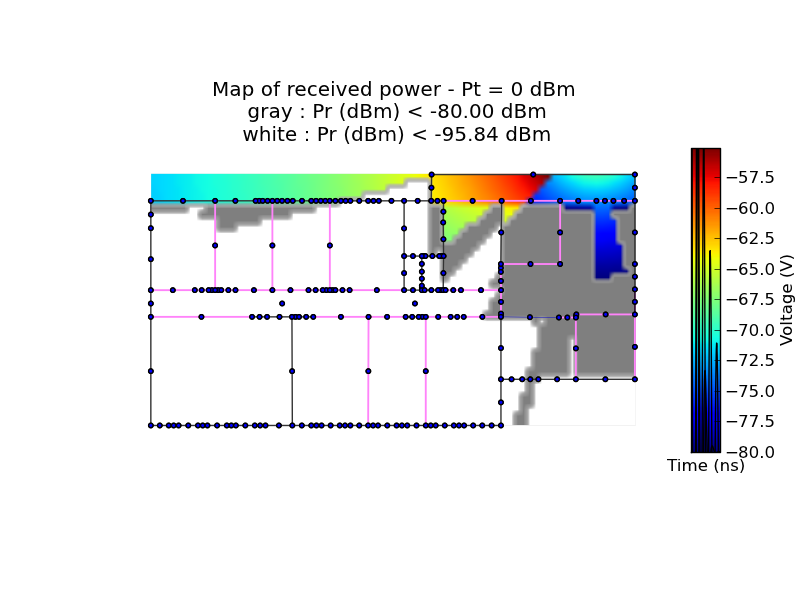 Map of received power - Pt = 0 dBm
gray : Pr (dBm) < -80.00 dBm
white : Pr (dBm) < -95.84 dBm
−57.5
−60.0
−62.5
−65.0
−67.5
−70.0
−72.5
−75.0
−77.5
−80.0
Voltage (V)
Time (ns)